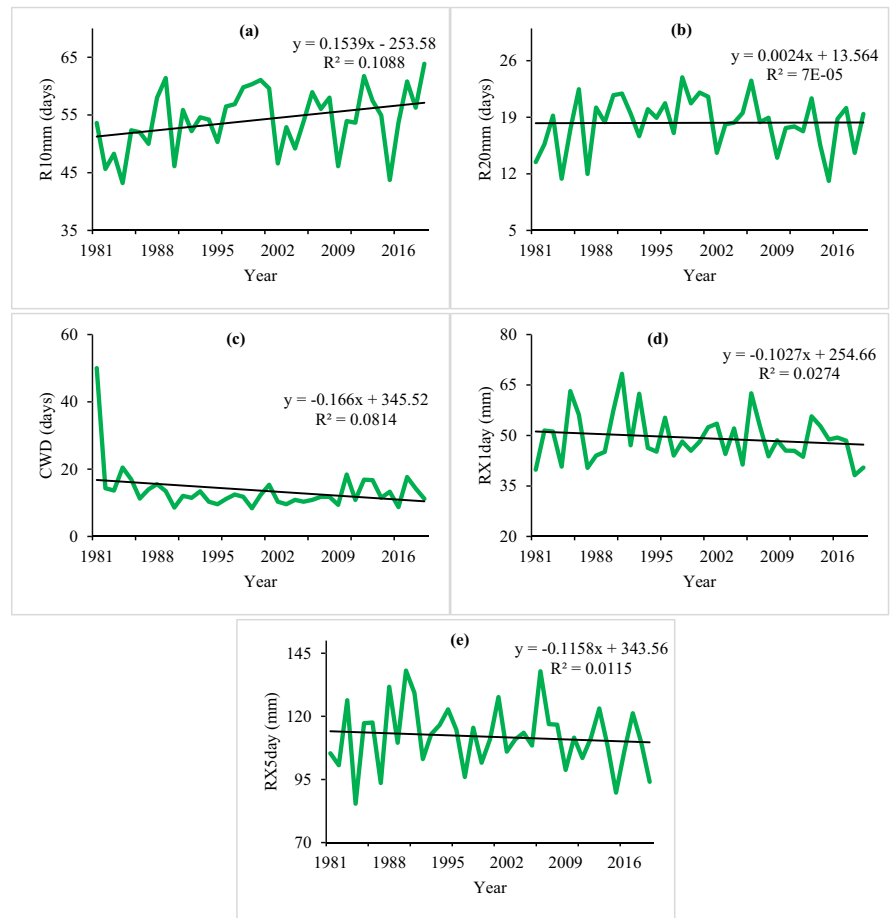 (a)
y = 0.1539x - 253.58
R² = 0.1088
65
55
45
35
R10mm (days)
1981 1988 1995 2002 2009 2016
Year
(b)
y = 0.0024x + 13.564
R² = 7E-05
26
19
12
5
R20mm (days)
1981 1988 1995 2002 2009 2016
Year
(c)
y = -0.166x + 345.52
R² = 0.0814
60
40
20
0
CWD (days)
1981 1988 1995 2002 2009 2016
Year
(d)
y = -0.1027x + 254.66
R² = 0.0274
80
65
50
35
20
RX1day (mm)
1981 1988 1995 2002 2009 2016
Year
(e)
y = -0.1158x + 343.56
R² = 0.0115
145
120
95
70
RX5day (mm)
1981 1988 1995 2002 2009 2016
Year